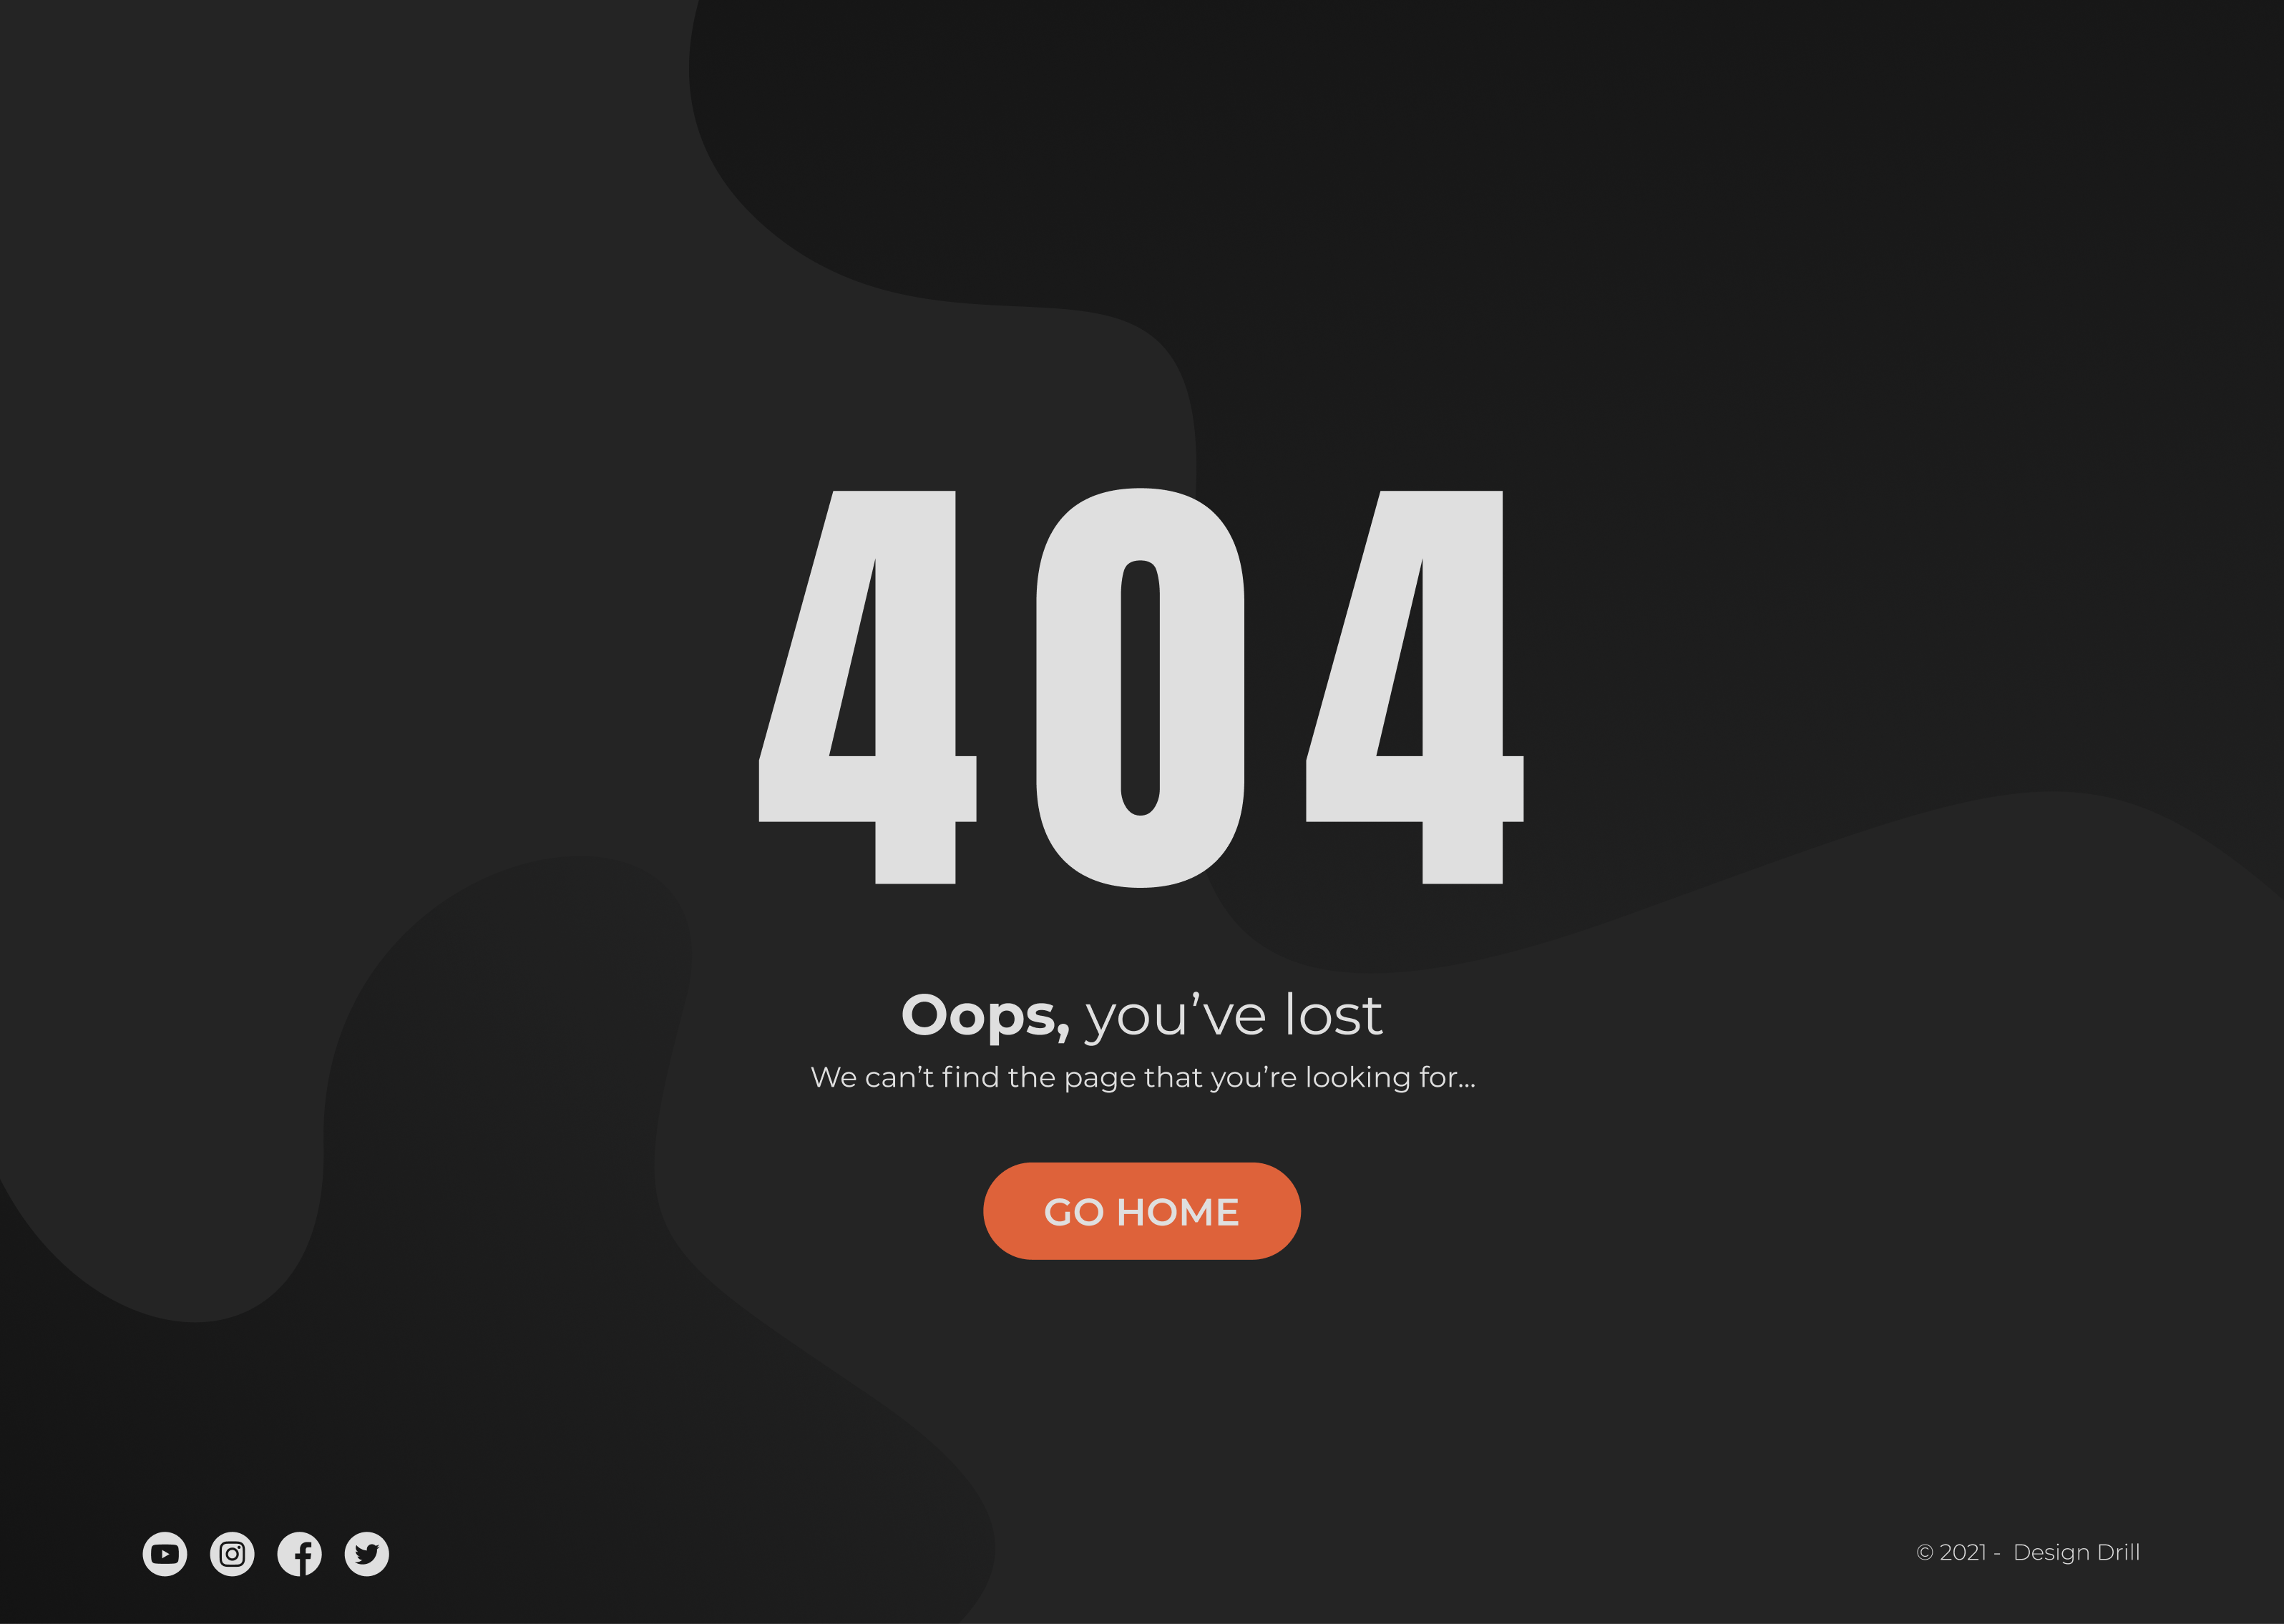 404
Oops, you’ve lost
We can’t find the page that you’re looking for...
GO HOME
© 2021 - Design Drill